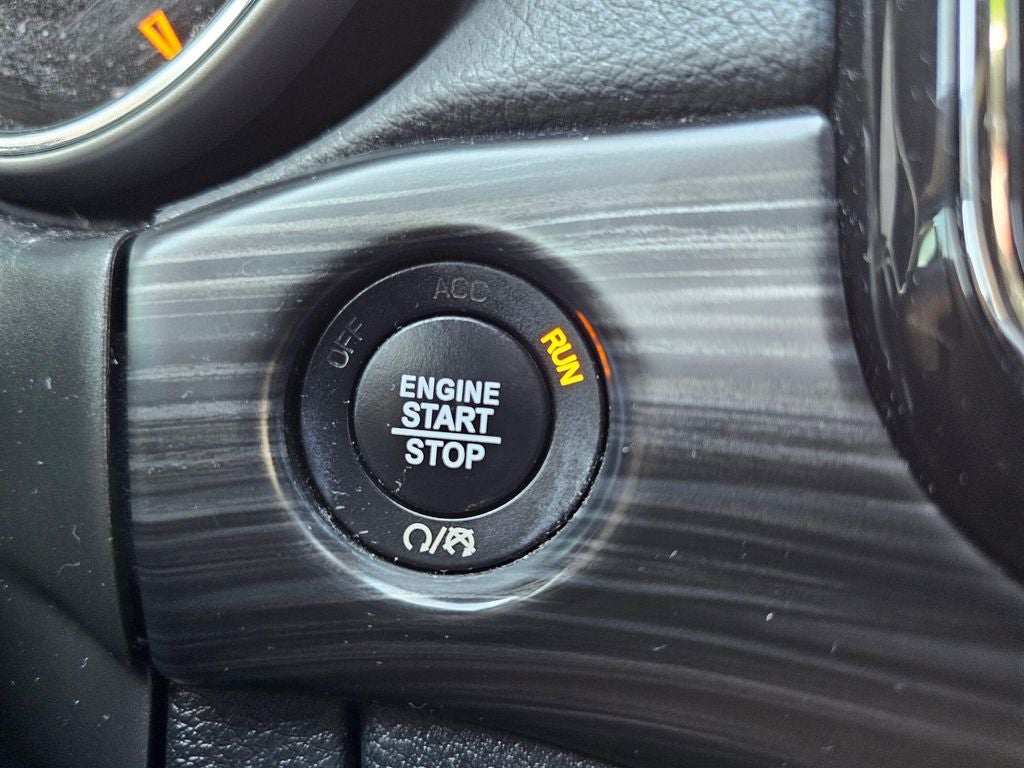 OFF
ACC
RUN
ENGINE
START
STOP